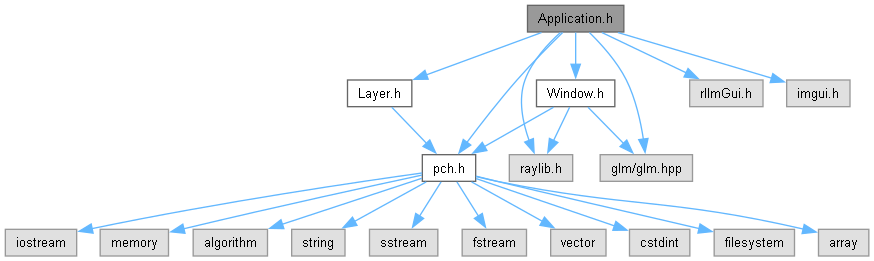 Application.h
Layer.h
Window.h
rlImGui.h
imgui.h
pch.h
raylib.h
glm/glm.hpp
iostream
memory
algorithm
string
sstream
fstream
vector
cstdint
filesystem
array